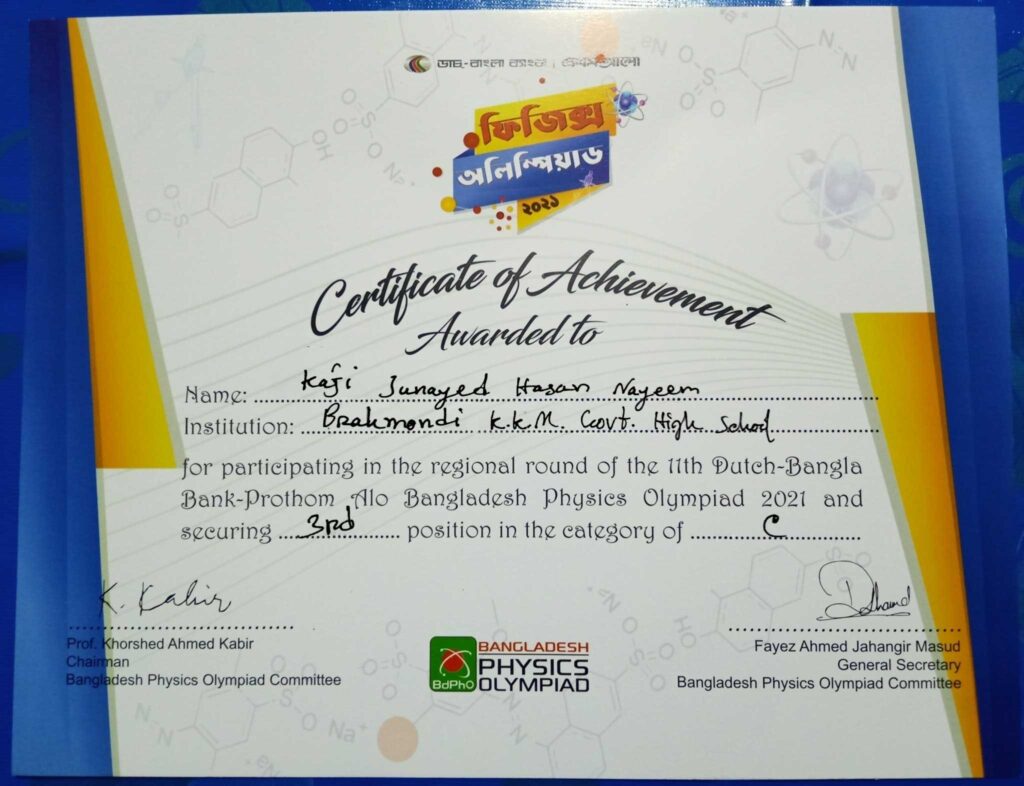 ডাচ্-বাংলা ব্যাংক | প্রথম আলো
ফিজিক্স
অলিম্পিয়াড
২০২১
Certificate of Achievement
Awarded to
Name: Kaji Junayed Hasan Nayeem
Institution: Brahmondi K.K.M. Govt. High School
for participating in the regional round of the 11th Dutch-Bangla
Bank-Prothom Alo Bangladesh Physics Olympiad 2021 and
securing 3rd position in the category of C
K. Kabir
Prof. Khorshed Ahmed Kabir
Chairman
Bangladesh Physics Olympiad Committee
BdPhO
BANGLADESH
PHYSICS
OLYMPIAD
Fayez Ahmed Jahangir Masud
General Secretary
Bangladesh Physics Olympiad Committee